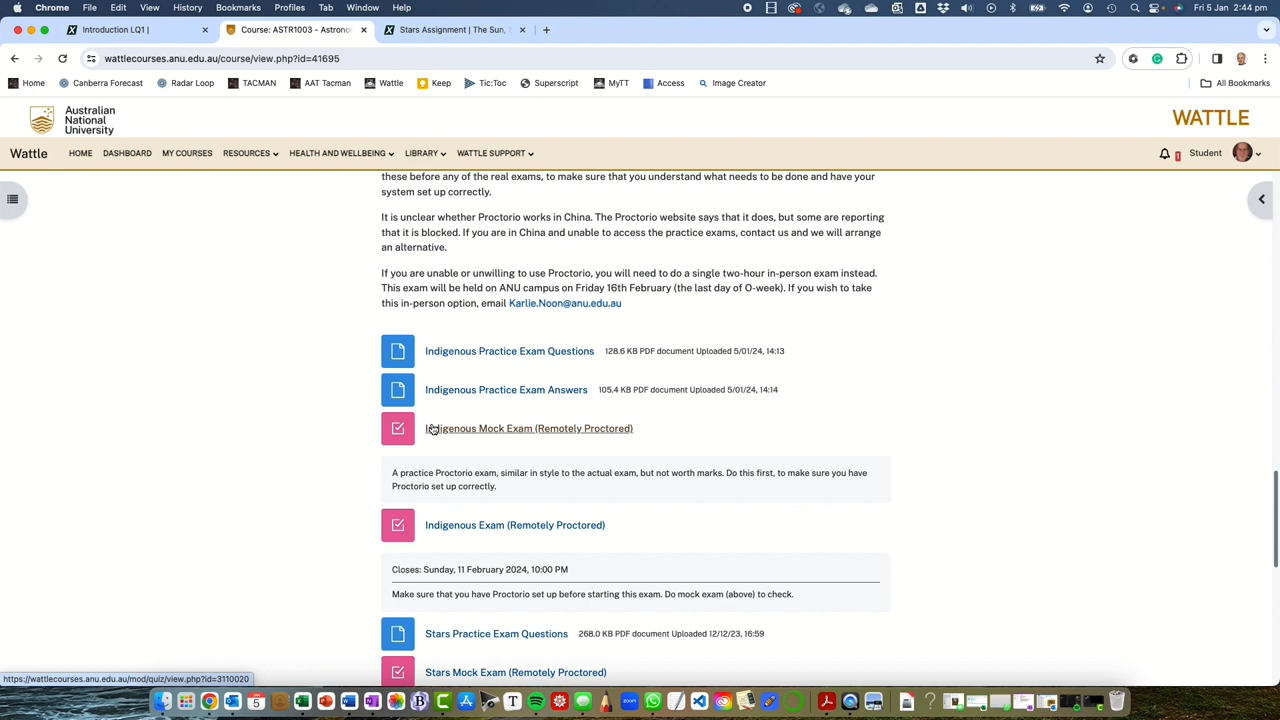 Chrome File Edit View History Bookmarks Profiles Tab Window Help
Fri 5 Jan 2:44 pm
Introduction LQ1 |
Course: ASTR1003 - Astrono
Stars Assignment | The Sun, S
wattlecourses.anu.edu.au/course/view.php?id=41695
Home Canberra Forecast Radar Loop TACMAN AAT Tacman Wattle Keep Tic:Toc Superscript MyTT Access Image Creator All Bookmarks
Australian
National
University
WATTLE
Wattle HOME DASHBOARD MY COURSES RESOURCES HEALTH AND WELLBEING LIBRARY WATTLE SUPPORT Student
these before any of the real exams, to make sure that you understand what needs to be done and have your
system set up correctly.
It is unclear whether Proctorio works in China. The Proctorio website says that it does, but some are reporting
that it is blocked. If you are in China and unable to access the practice exams, contact us and we will arrange
an alternative.
If you are unable or unwilling to use Proctorio, you will need to do a single two-hour in-person exam instead.
This exam will be held on ANU campus on Friday 16th February (the last day of O-week). If you wish to take
this in-person option, email Karlie.Noon@anu.edu.au
Indigenous Practice Exam Questions 128.6 KB PDF document Uploaded 5/01/24, 14:13
Indigenous Practice Exam Answers 105.4 KB PDF document Uploaded 5/01/24, 14:14
Indigenous Mock Exam (Remotely Proctored)
A practice Proctorio exam, similar in style to the actual exam, but not worth marks. Do this first, to make sure you have
Proctorio set up correctly.
Indigenous Exam (Remotely Proctored)
Closes: Sunday, 11 February 2024, 10:00 PM
Make sure that you have Proctorio set up before starting this exam. Do mock exam (above) to check.
Stars Practice Exam Questions 268.0 KB PDF document Uploaded 12/12/23, 16:59
Stars Mock Exam (Remotely Proctored)
https://wattlecourses.anu.edu.au/mod/quiz/view.php?id=3110020